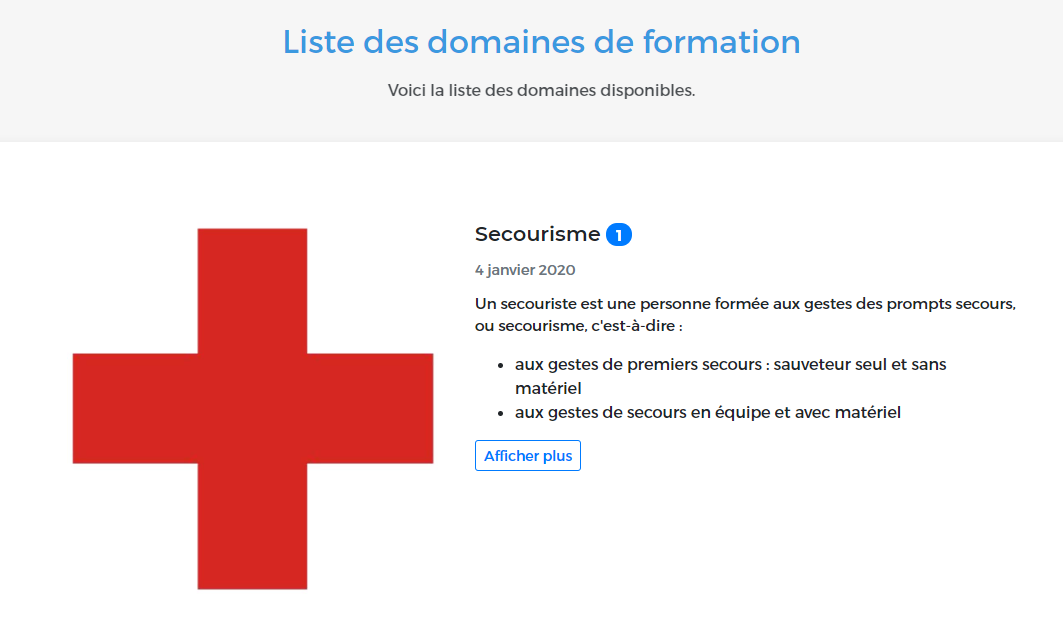 Liste des domaines de formation
Voici la liste des domaines disponibles.
Secourisme 1
4 janvier 2020
Un secouriste est une personne formée aux gestes des prompts secours,
ou secourisme, c'est-à-dire :
• aux gestes de premiers secours : sauveteur seul et sans
matériel
• aux gestes de secours en équipe et avec matériel
Afficher plus